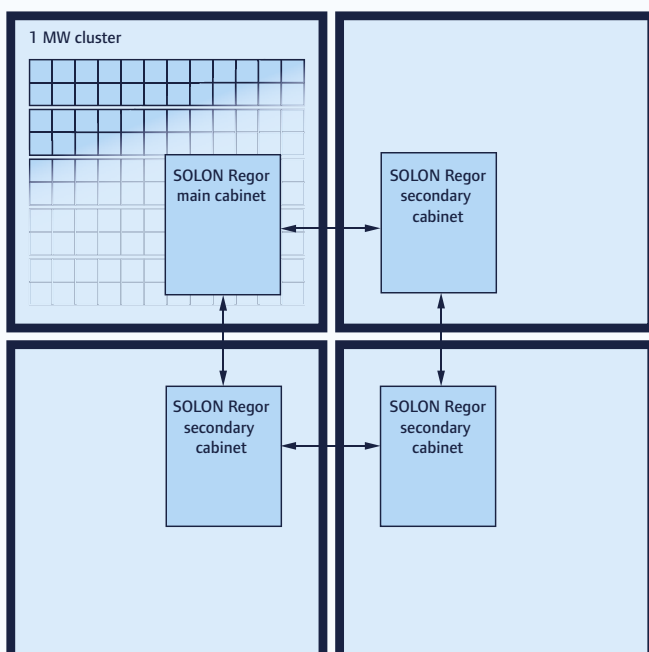 1 MW cluster
SOLON Regor
main cabinet
SOLON Regor
secondary
cabinet
SOLON Regor
secondary
cabinet
SOLON Regor
secondary
cabinet